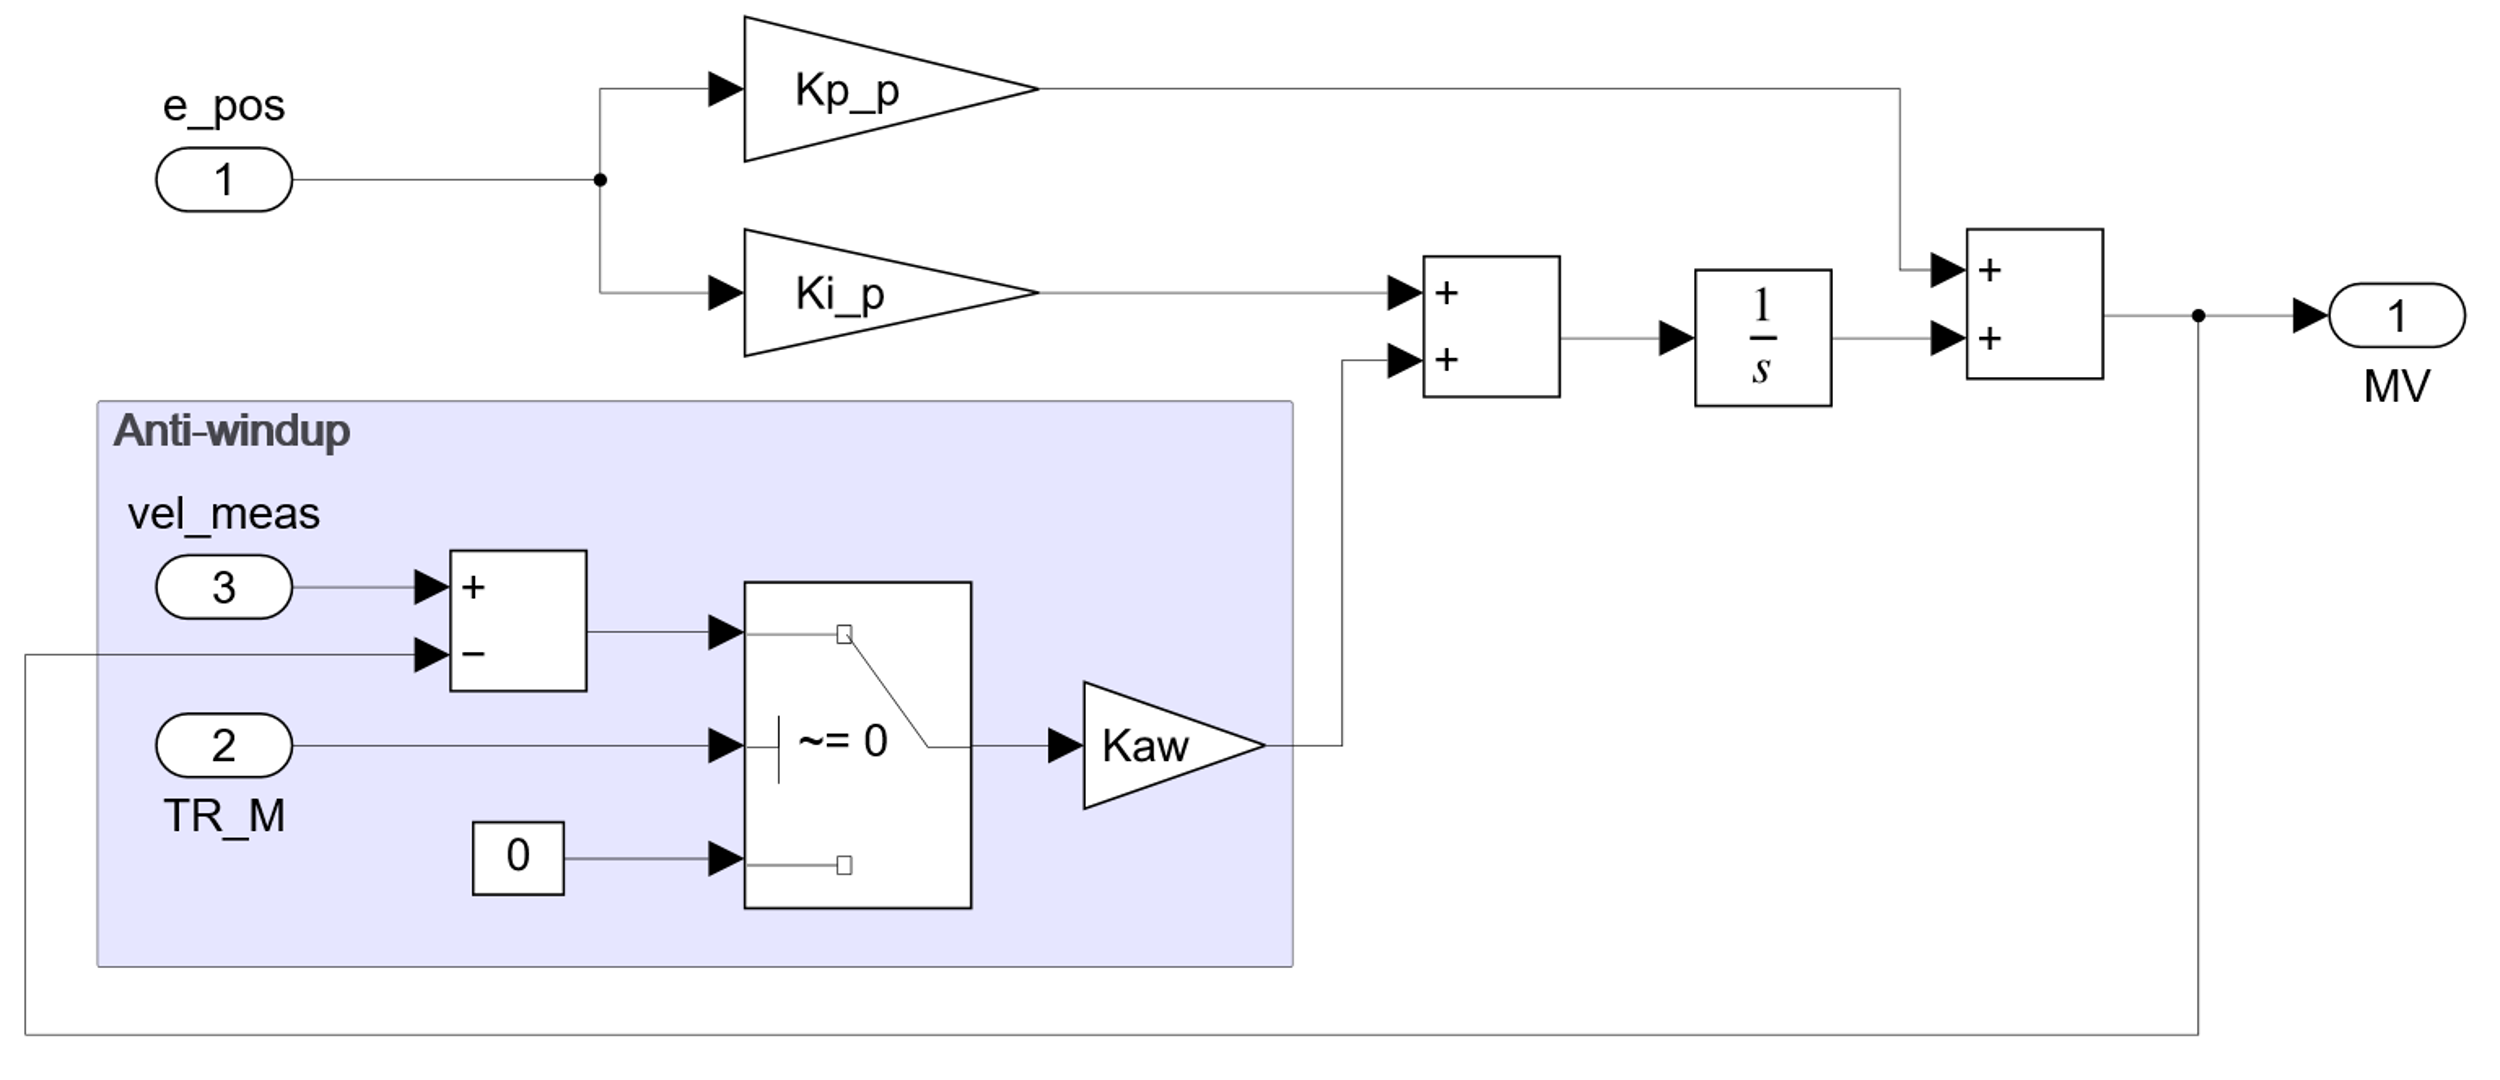 Kp_p
e_pos
1
Ki_p
+
+
1
s
+
+
1
MV
Anti-windup
vel_meas
3
+
−
2
TR_M
~= 0
Kaw
0